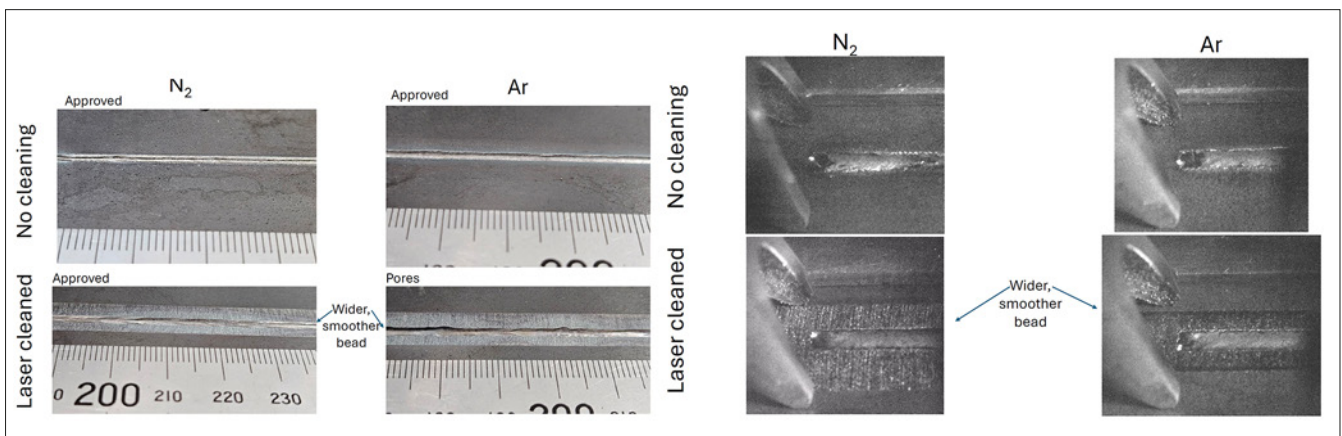 N₂
Ar
No cleaning
Approved
Approved
Laser cleaned
Approved
Pores
Wider,
smoother
bead
0 200 210 220 230
N₂
Ar
No cleaning
Laser cleaned
Wider,
smoother
bead